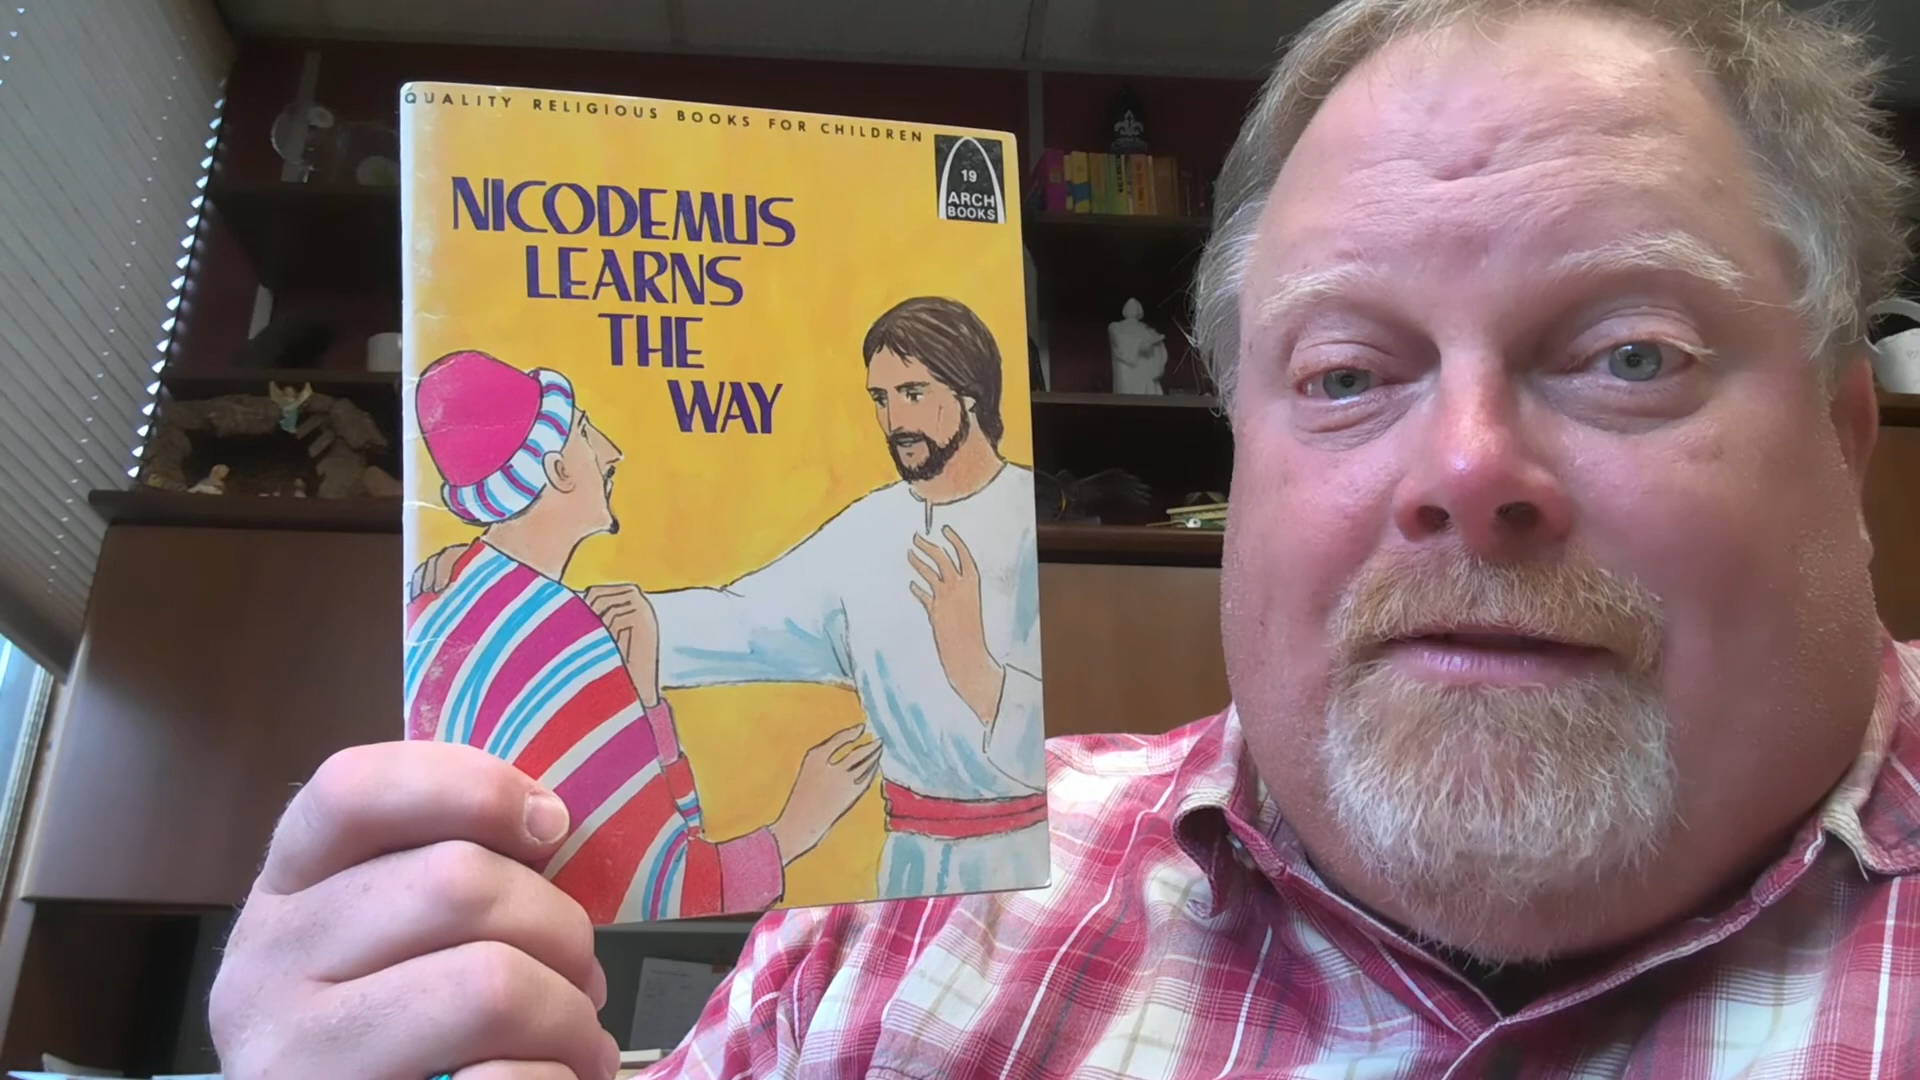 QUALITY RELIGIOUS BOOKS FOR CHILDREN
19
ARCH
BOOKS
NICODEMUS
LEARNS
THE
WAY